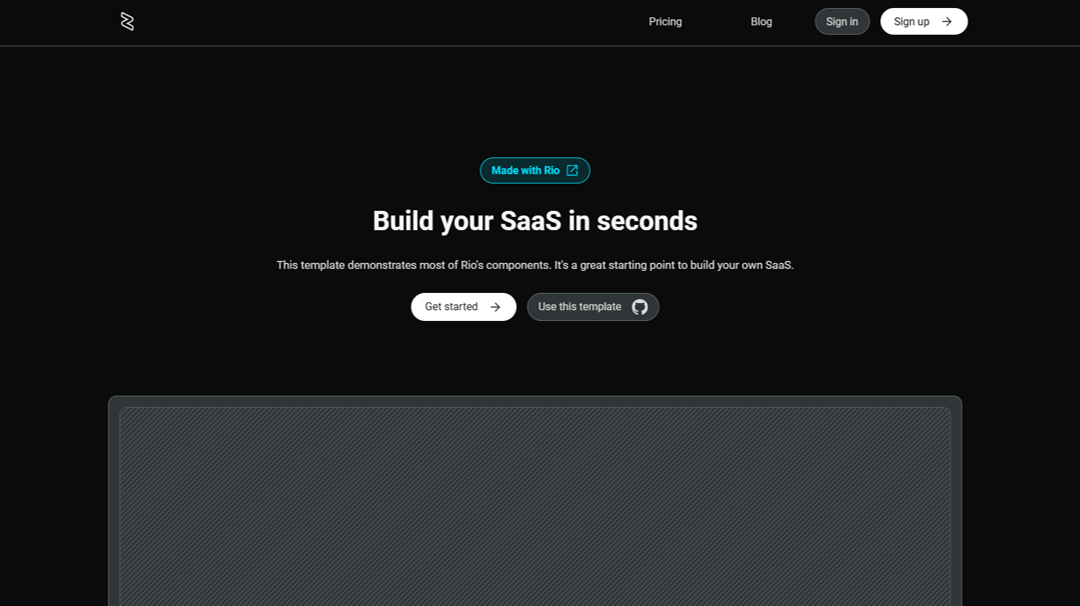 Pricing
Blog
Sign in
Sign up
Made with Rio
Build your SaaS in seconds
This template demonstrates most of Rio's components. It's a great starting point to build your own SaaS.
Get started
Use this template